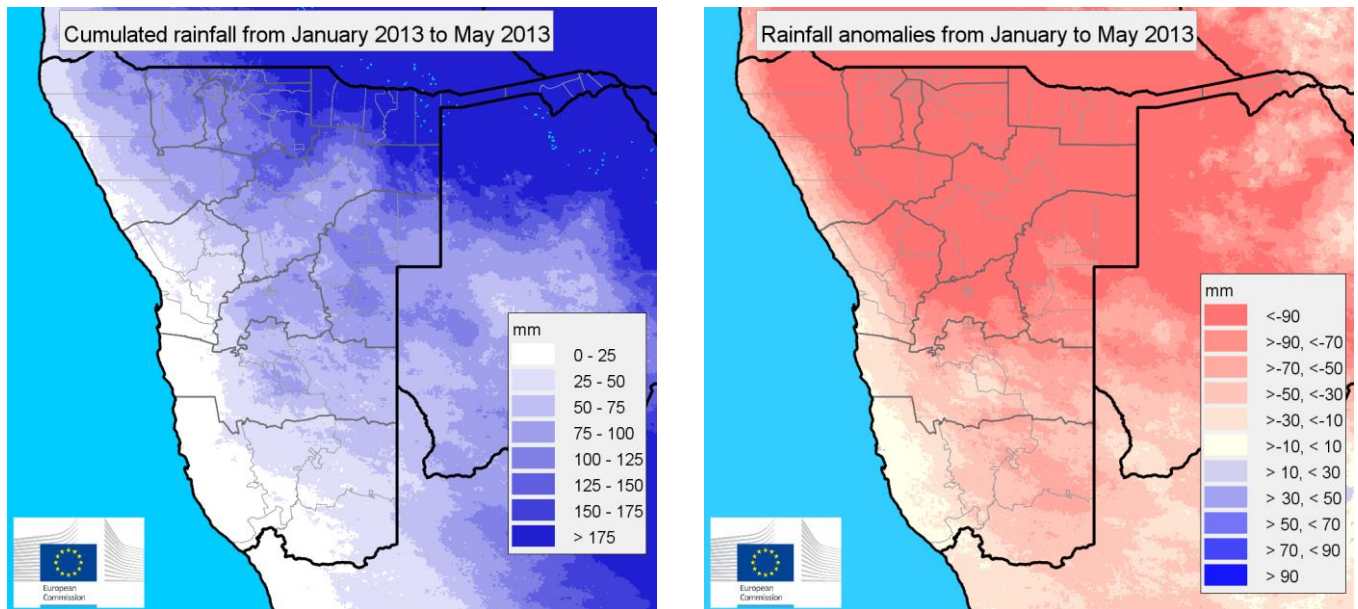 Cumulated rainfall from January 2013 to May 2013
mm
0 - 25
25 - 50
50 - 75
75 - 100
100 - 125
125 - 150
150 - 175
> 175
European
Commission
Rainfall anomalies from January to May 2013
mm
<-90
>-90, <-70
>-70, <-50
>-50, <-30
>-30, <-10
>-10, < 10
> 10, < 30
> 30, < 50
> 50, < 70
> 70, < 90
> 90
European
Commission